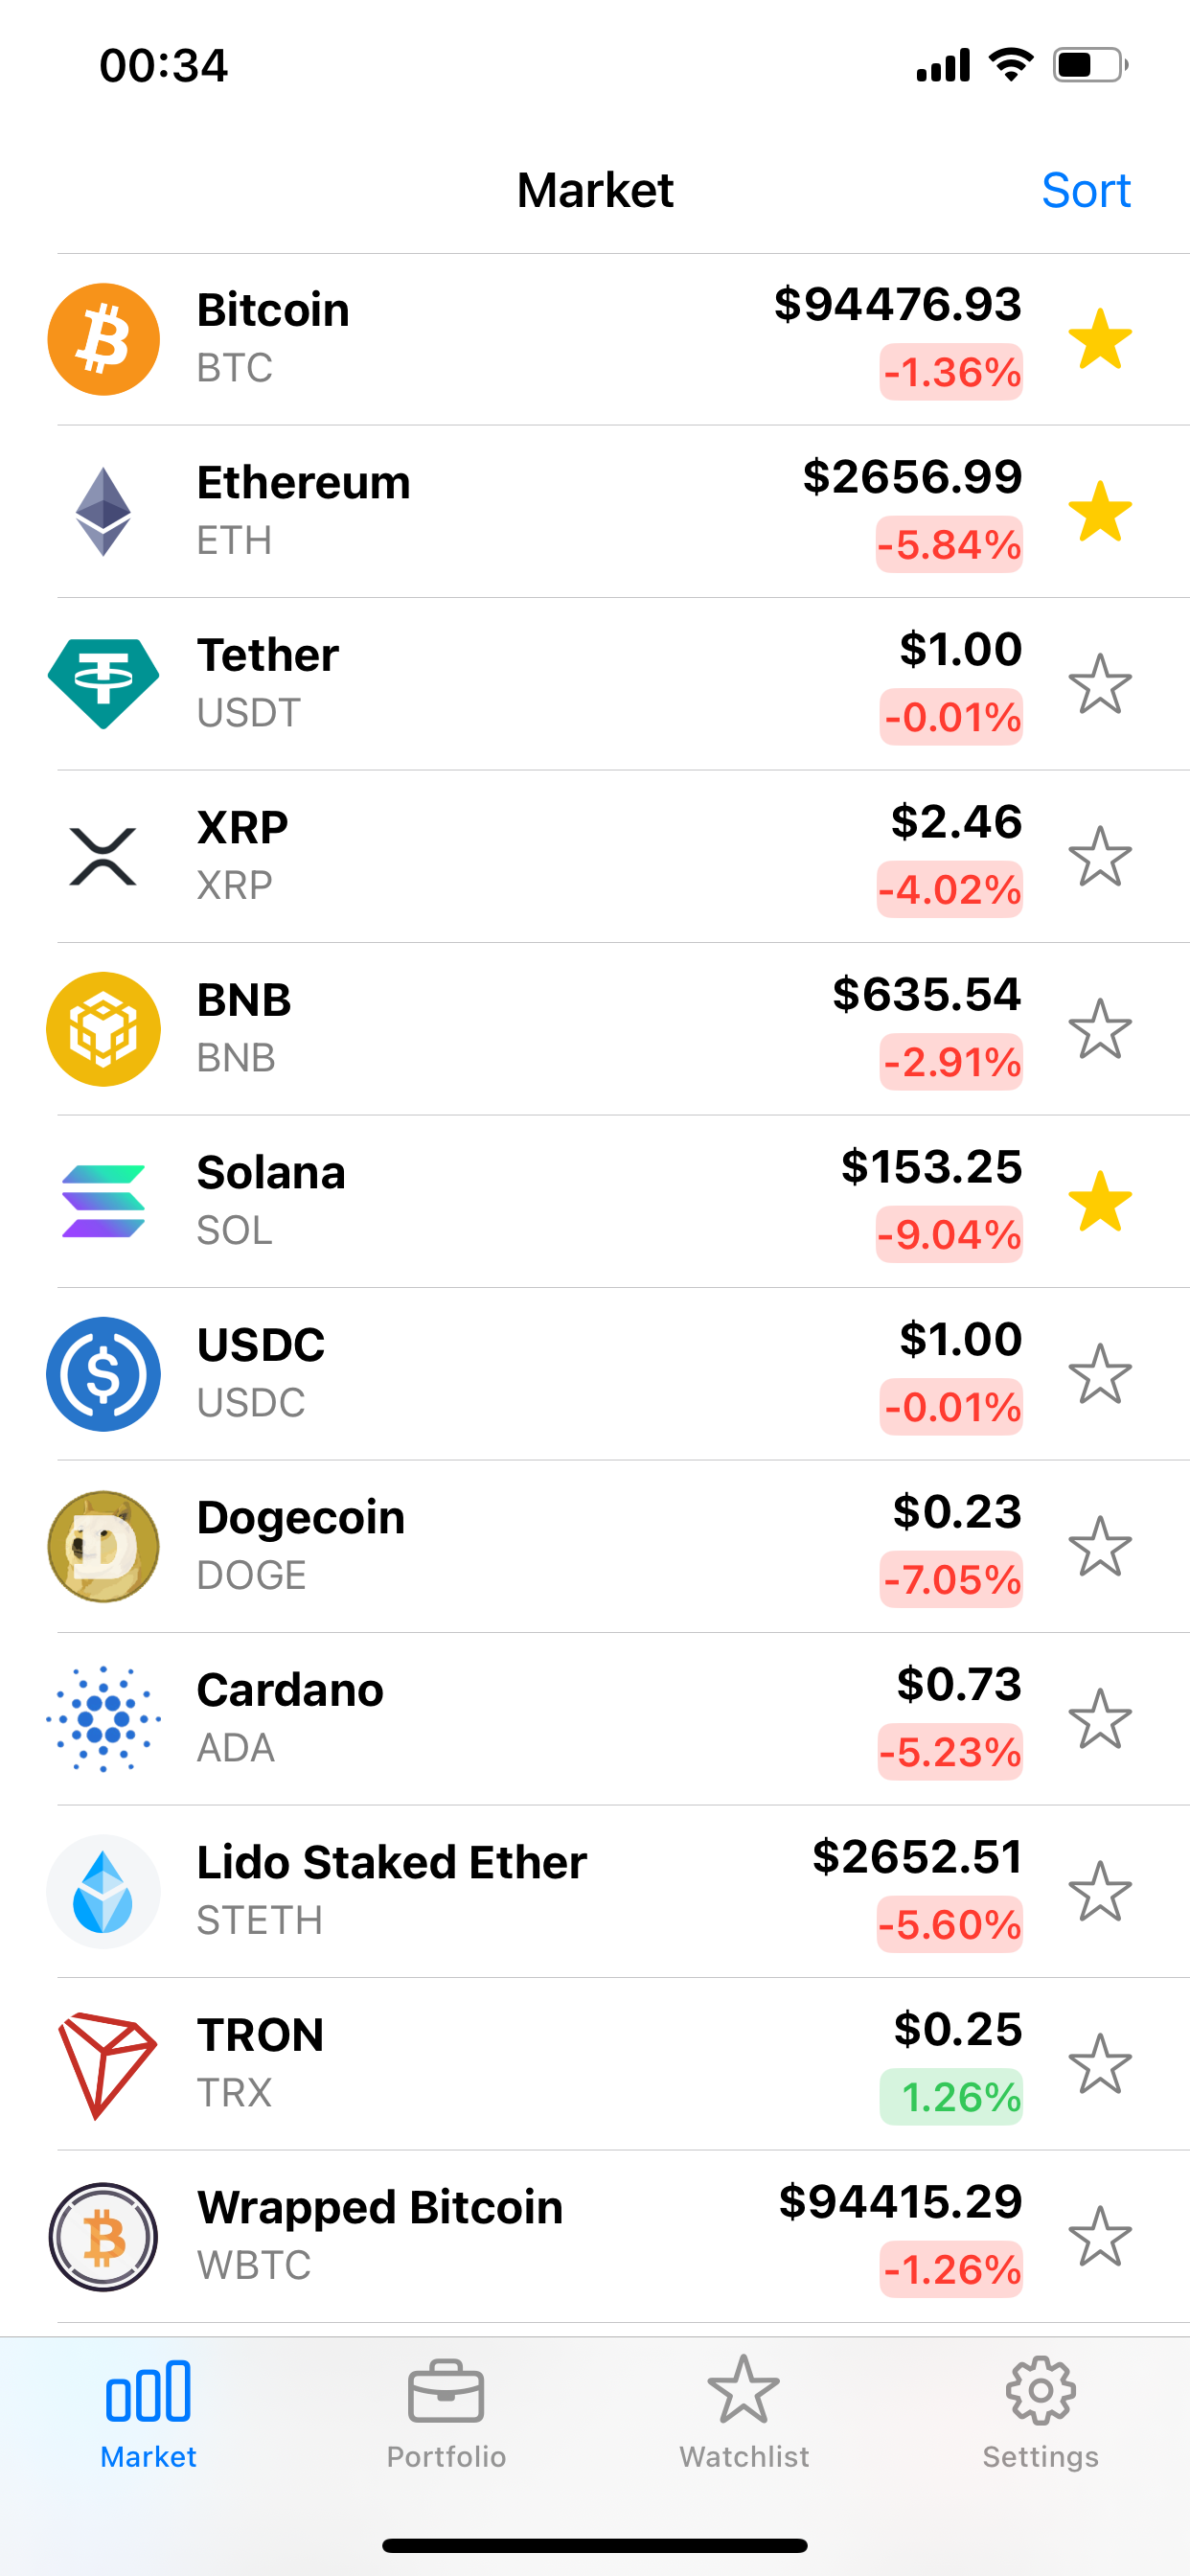 00:34
Market
Sort
Bitcoin
$94476.93
BTC
-1.36%
Ethereum
$2656.99
ETH
-5.84%
Tether
$1.00
USDT
-0.01%
XRP
$2.46
XRP
-4.02%
BNB
$635.54
BNB
-2.91%
Solana
$153.25
SOL
-9.04%
USDC
$1.00
USDC
-0.01%
Dogecoin
$0.23
DOGE
-7.05%
Cardano
$0.73
ADA
-5.23%
Lido Staked Ether
$2652.51
STETH
-5.60%
TRON
$0.25
TRX
1.26%
Wrapped Bitcoin
$94415.29
WBTC
-1.26%
Market
Portfolio
Watchlist
Settings